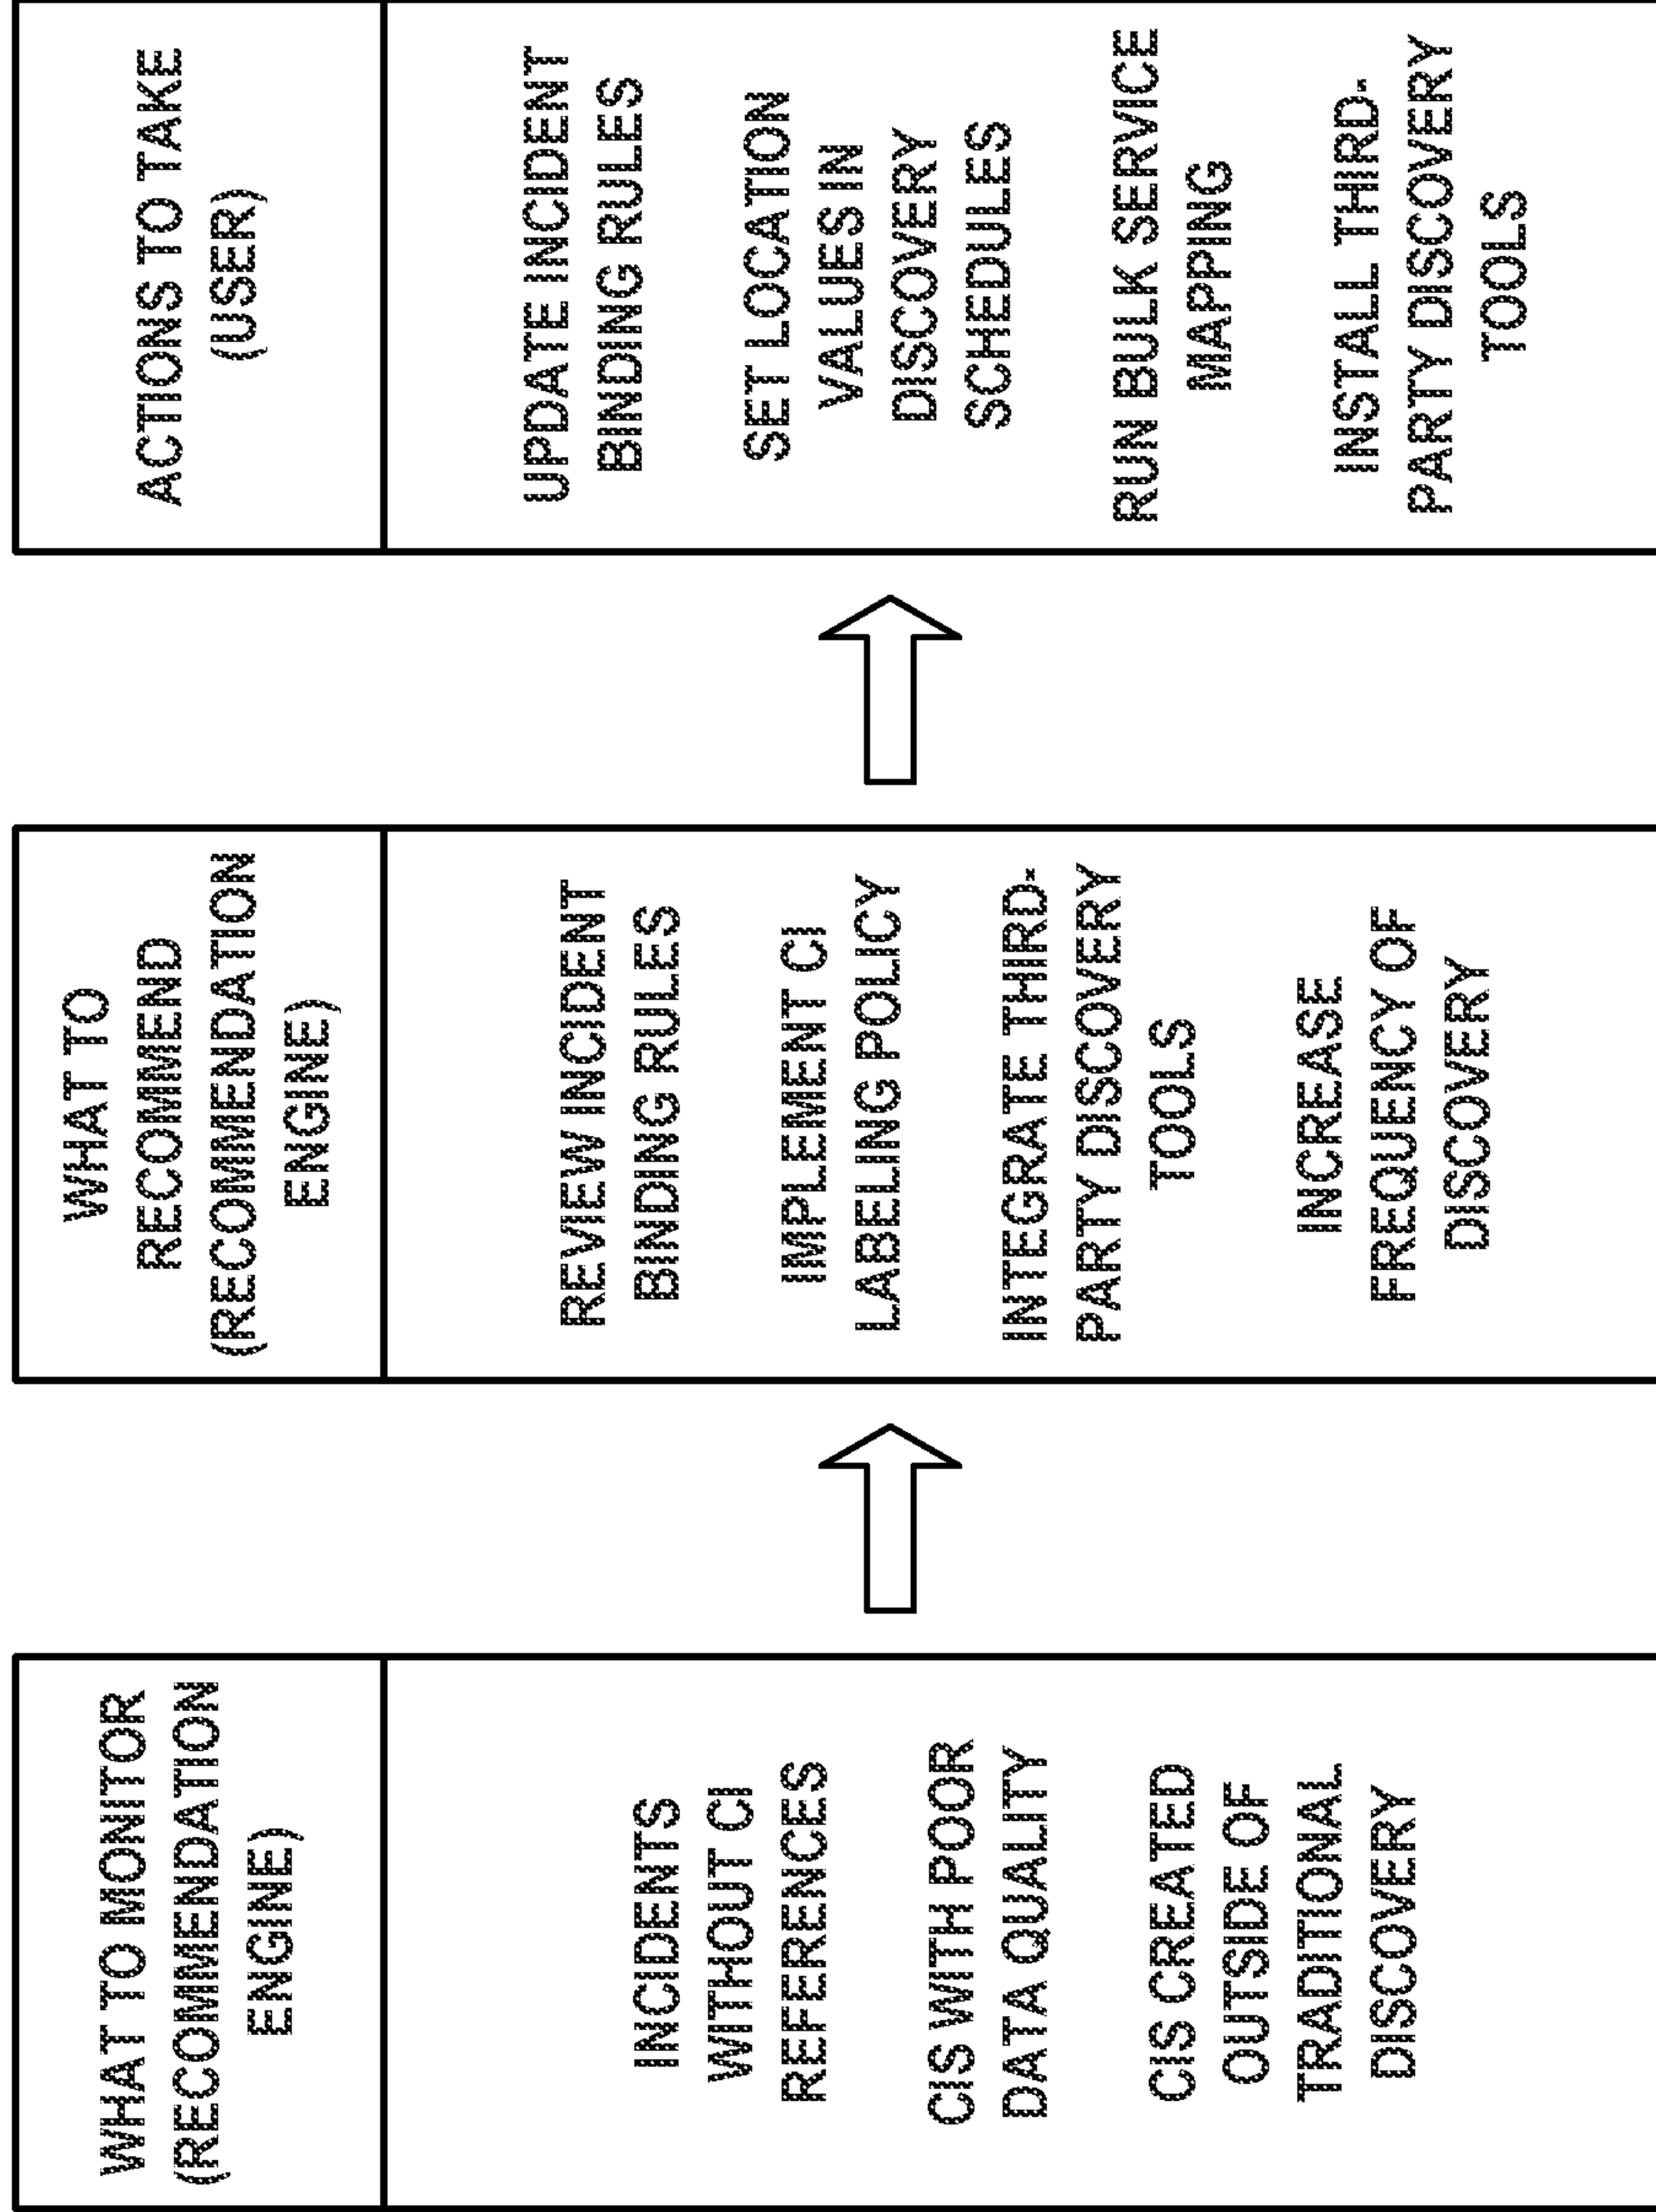 WHAT TO MONITOR
(RECOMMENDATION
ENGINE)
INCIDENTS
WITHOUT CI
REFERENCES
CIS WITH POOR
DATA QUALITY
CIS CREATED
OUTSIDE OF
TRADITIONAL
DISCOVERY
WHAT TO
RECOMMEND
(RECOMMENDATION
ENGINE)
REVIEW INCIDENT
BINDING RULES
IMPLEMENT CI
LABELING POLICY
INTEGRATE THIRD-
PARTY DISCOVERY
TOOLS
INCREASE
FREQUENCY OF
DISCOVERY
ACTIONS TO TAKE
(USER)
UPDATE INCIDENT
BINDING RULES
SET LOCATION
VALUES IN
DISCOVERY
SCHEDULES
RUN BULK SERVICE
MAPPING
INSTALL THIRD-
PARTY DISCOVERY
TOOLS